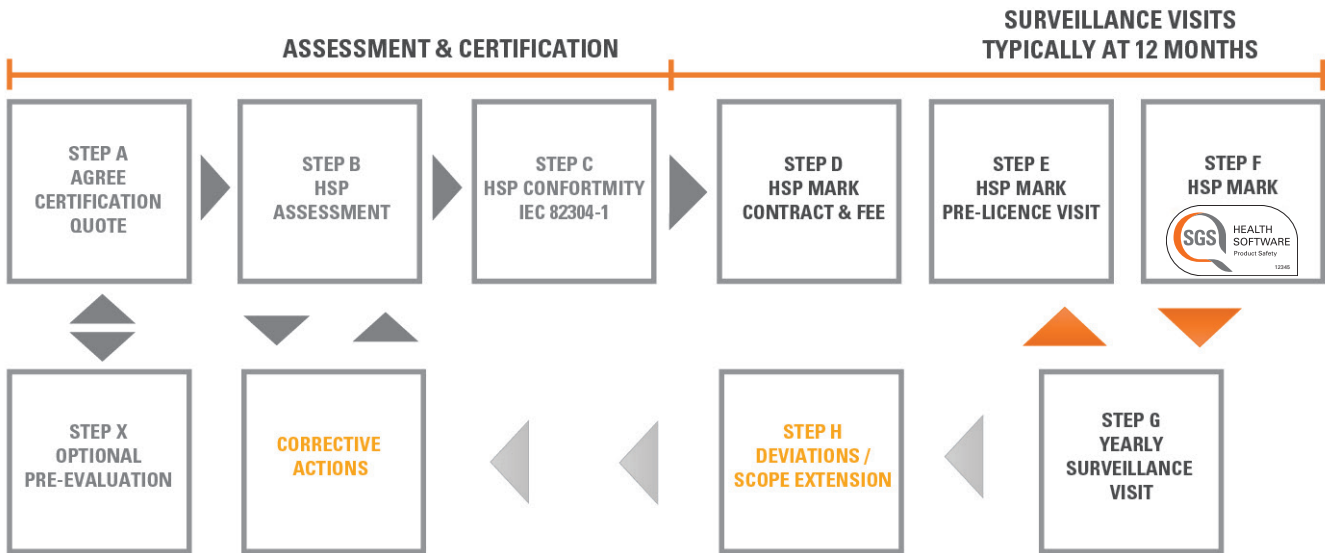 ASSESSMENT & CERTIFICATION
SURVEILLANCE VISITS
TYPICALLY AT 12 MONTHS
STEP A
AGREE
CERTIFICATION
QUOTE
STEP B
HSP
ASSESSMENT
STEP C
HSP CONFORTMITY
IEC 82304-1
STEP D
HSP MARK
CONTRACT & FEE
STEP E
HSP MARK
PRE-LICENCE VISIT
STEP F
HSP MARK
SGS
HEALTH
SOFTWARE
Product Safety
12345
STEP X
OPTIONAL
PRE-EVALUATION
CORRECTIVE
ACTIONS
STEP H
DEVIATIONS /
SCOPE EXTENSION
STEP G
YEARLY
SURVEILLANCE
VISIT